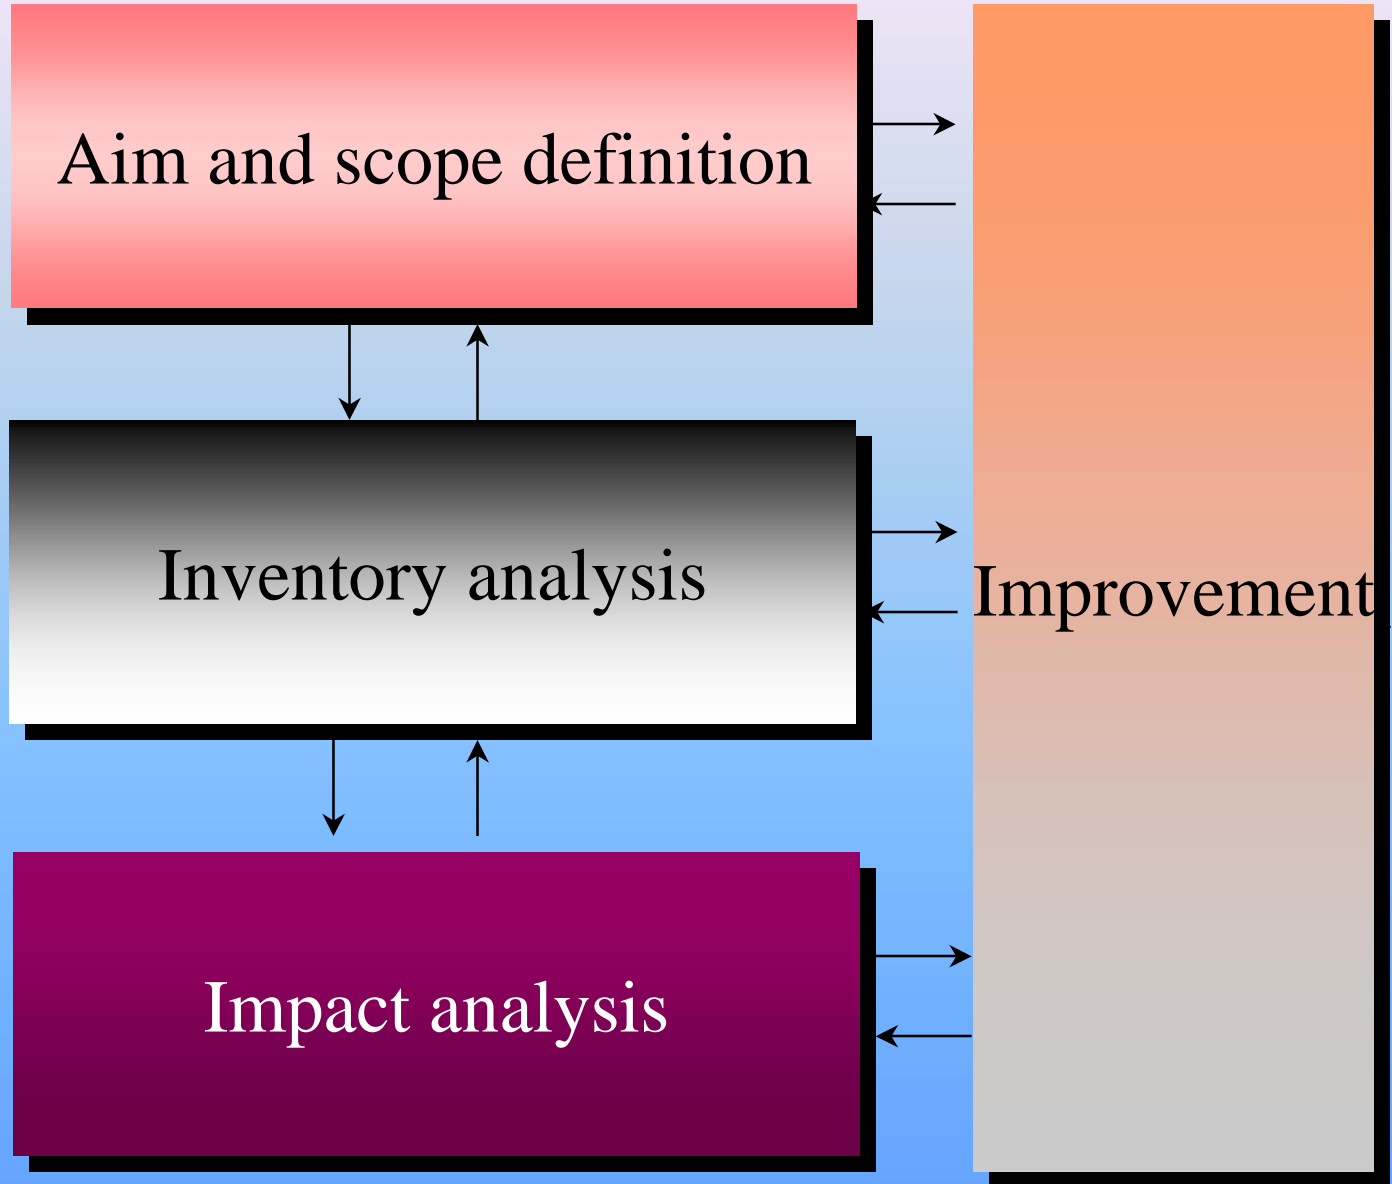 Aim and scope definition
Inventory analysis
Improvement
Impact analysis